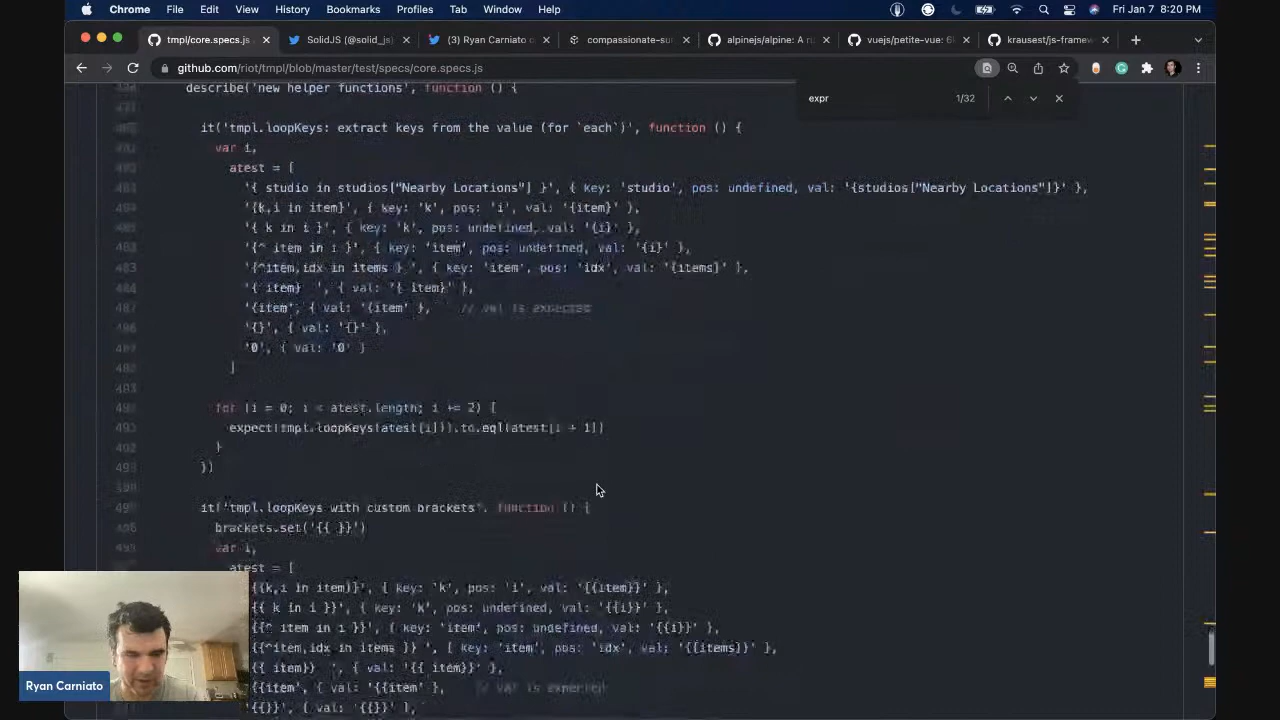 Chrome File Edit View History Bookmarks Profiles Tab Window Help Fri Jan 7 8:20 PM
tmpl/core.specs.js SolidJS (@solid_js) (3) Ryan Carniato compassionate-su alpinejs/alpine: A ru vuejs/petite-vue: 6 krausest/js-framew
github.com/riot/tmpl/blob/master/test/specs/core.specs.js
expr 1/32
describe('new helper functions', function () {
it('tmpl.loopKeys: extract keys from the value (for `each`)', function () {
var i,
atest = [
'{ studio in studios["Nearby Locations"] }', { key: 'studio', pos: undefined, val: '{studios["Nearby Locations"]}' },
'{k,i in item}', { key: 'k', pos: 'i', val: '{item}' },
'{ k in i }', { key: 'k', pos: undefined, val: '{i}' },
'{^ item in i }', { key: 'item', pos: undefined, val: '{i}' },
'{^item,idx in items } ', { key: 'item', pos: 'idx', val: '{items}' },
'{ item} ', { val: '{ item}' },
'{item', { val: '{item' }, // val is expected
'{}', { val: '{}' },
'0', { val: '0' }
]
for (i = 0; i < atest.length; i += 2) {
expect(tmpl.loopKeys(atest[i])).to.eql(atest[i + 1])
}
})
it('tmpl.loopKeys with custom brackets', function () {
brackets.set('{{ }}')
var i,
atest = [
{{k,i in item}}', { key: 'k', pos: 'i', val: '{{item}}' },
{{ k in i }}', { key: 'k', pos: undefined, val: '{{i}}' },
{{^ item in i }}', { key: 'item', pos: undefined, val: '{{i}}' },
{{^item,idx in items }} ', { key: 'item', pos: 'idx', val: '{{items}}' },
{{ item}} ', { val: '{{ item}}' },
{{item', { val: '{{item' }, // val is expected
{{}}', { val: '{{}}' },
Ryan Carniato